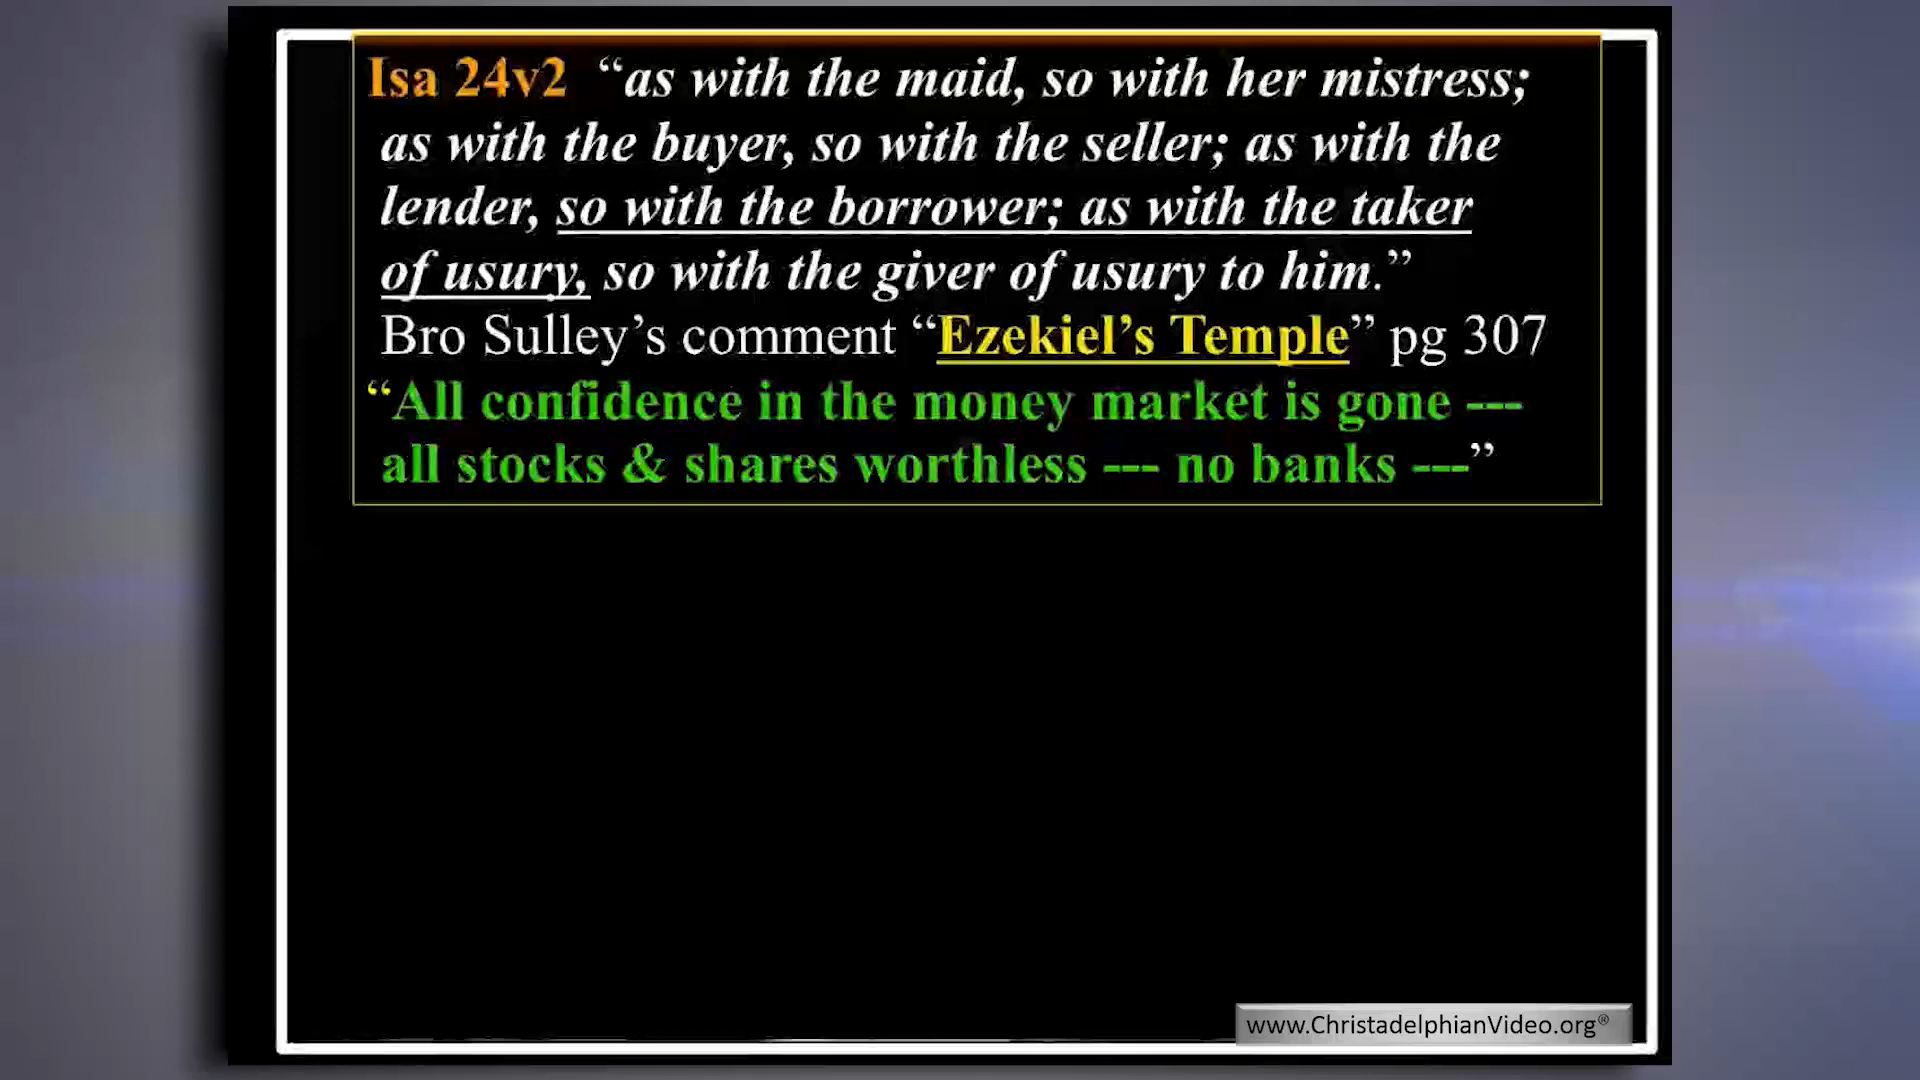 Isa 24v2 “as with the maid, so with her mistress;
as with the buyer, so with the seller; as with the
lender, so with the borrower; as with the taker
of usury, so with the giver of usury to him.”
Bro Sulley’s comment “Ezekiel’s Temple” pg 307
“All confidence in the money market is gone ---
all stocks & shares worthless --- no banks ---”
www.ChristadelphianVideo.org®